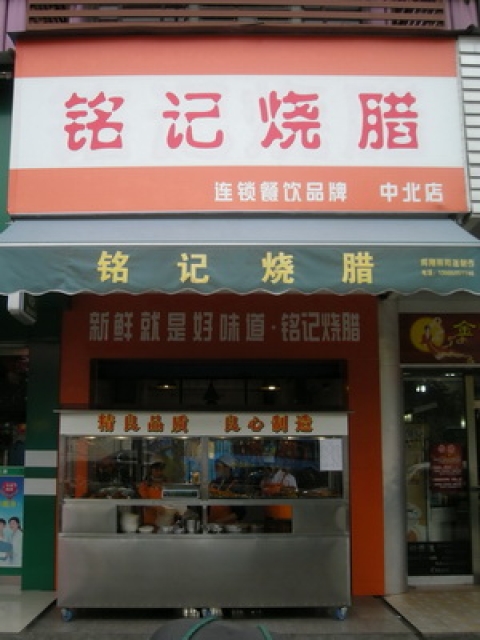 铭记烧腊
连锁餐饮品牌 中北店
铭记烧腊
新鲜就是好味道·铭记烧腊
精良品质 良心制造